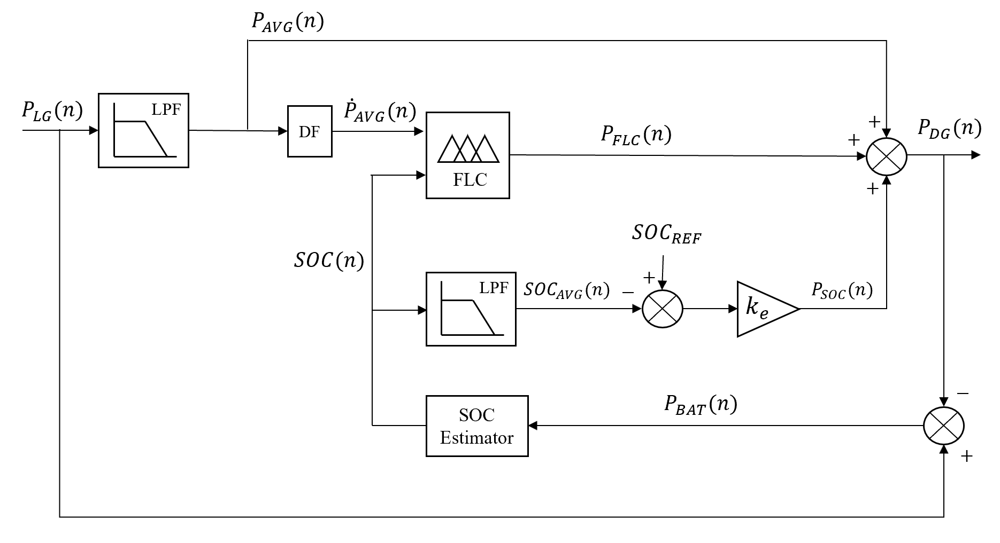 P_AVG(n)
P_LG(n)
LPF
DF
Ṗ_AVG(n)
FLC
P_FLC(n)
+
+
+
P_DG(n)
SOC(n)
LPF
SOC_AVG(n)
−
+
SOC_REF
k_e
P_SOC(n)
SOC
Estimator
P_BAT(n)
−
+